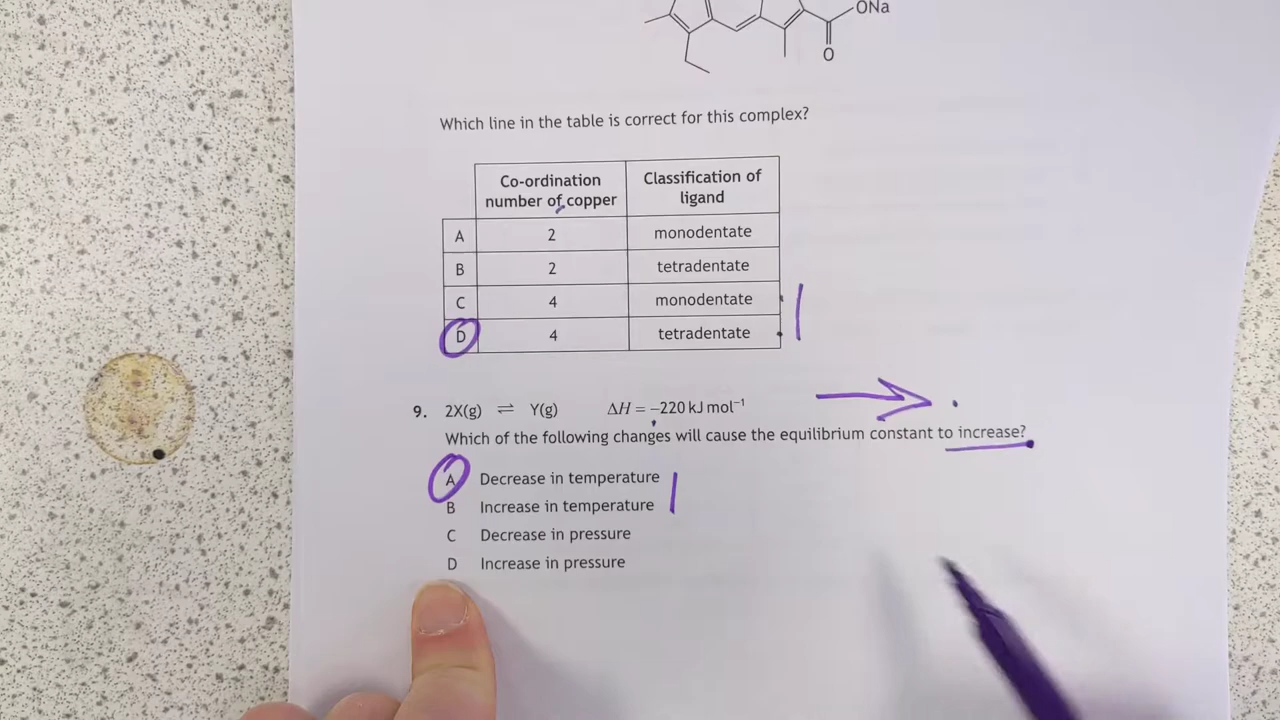 ONa
O
Which line in the table is correct for this complex?
Co-ordination number of copper Classification of ligand
A 2 monodentate
B 2 tetradentate
C 4 monodentate
D 4 tetradentate
9. 2X(g) ⇌ Y(g) ΔH = −220 kJ mol⁻¹
Which of the following changes will cause the equilibrium constant to increase?
A Decrease in temperature
B Increase in temperature
C Decrease in pressure
D Increase in pressure